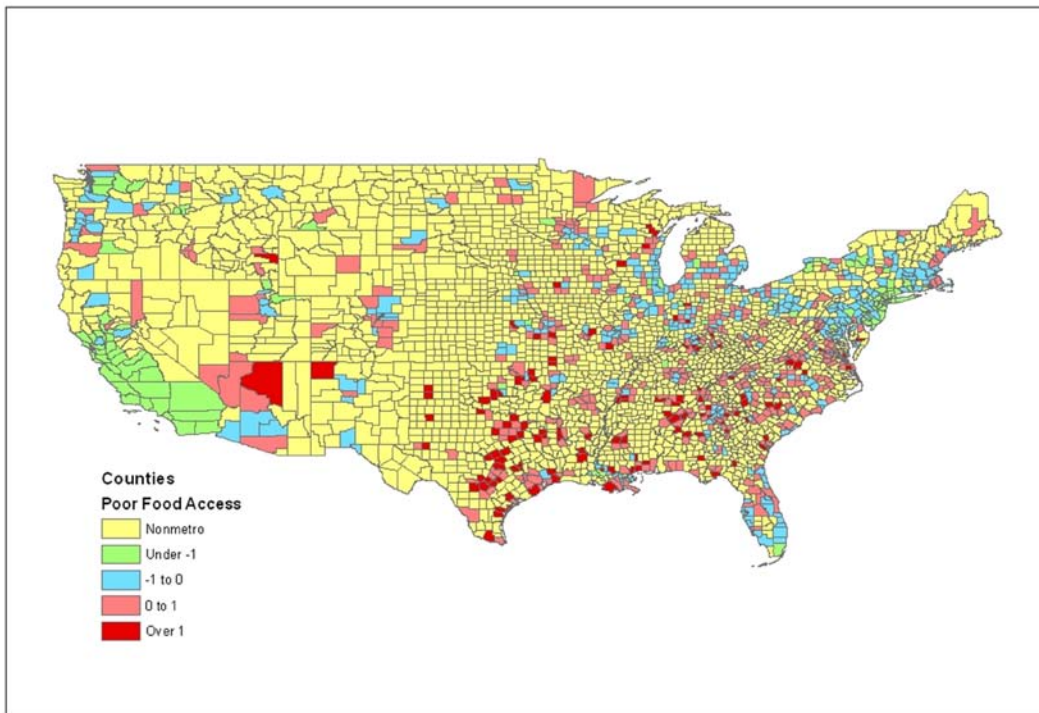 Counties
Poor Food Access
Nonmetro
Under -1
-1 to 0
0 to 1
Over 1